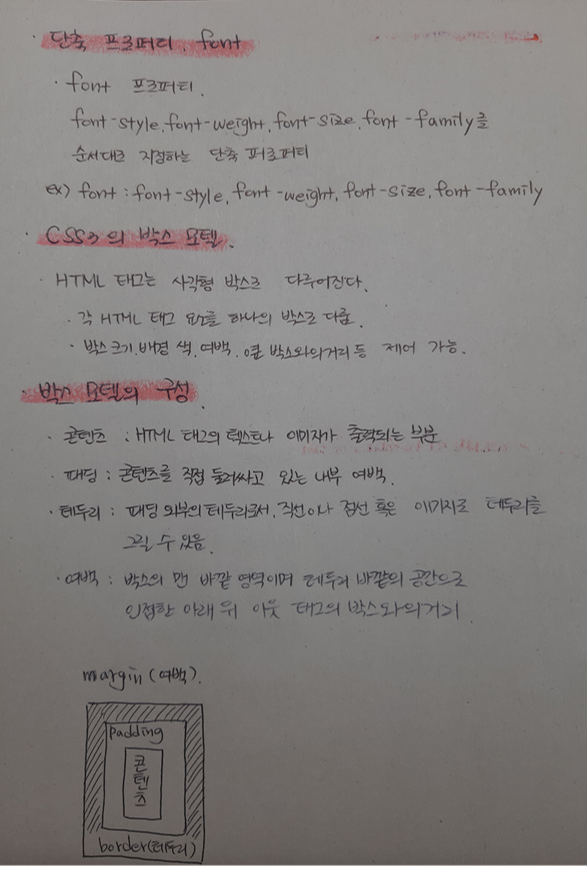 · 단축 프로퍼티. font
· font 프로퍼티.
font-style, font-weight, font-size, font-family를
순서대로 지정하는 단축 퍼로퍼티
ex) font : font-style, font-weight, font-size, font-family
· CSS3의 박스 모델.
· HTML 태그는 사각형 박스로 다루어진다.
· 각 HTML 태그 요소를 하나의 박스로 다룸.
· 박스크기, 배경 색, 여백, 옆 박스와의거리 등 제어 가능.
· 박스 모델의 구성.
· 콘텐츠 : HTML 태그의 텍스트나 이미지가 출력되는 부분
· 패딩 : 콘텐츠를 직접 둘러싸고 있는 내부 여백.
· 테두리 : 패딩 외부의 테두리로서, 직선이나 점선 혹은 이미지로 테두리를
그릴 수 있음.
· 여백 : 박스의 맨 바깥 영역이며 테두리 바깥의 공간으로
인접한 아래 위 이웃 태그의 박스와의거리.
margin (여백).
padding
콘텐츠
border(테두리)